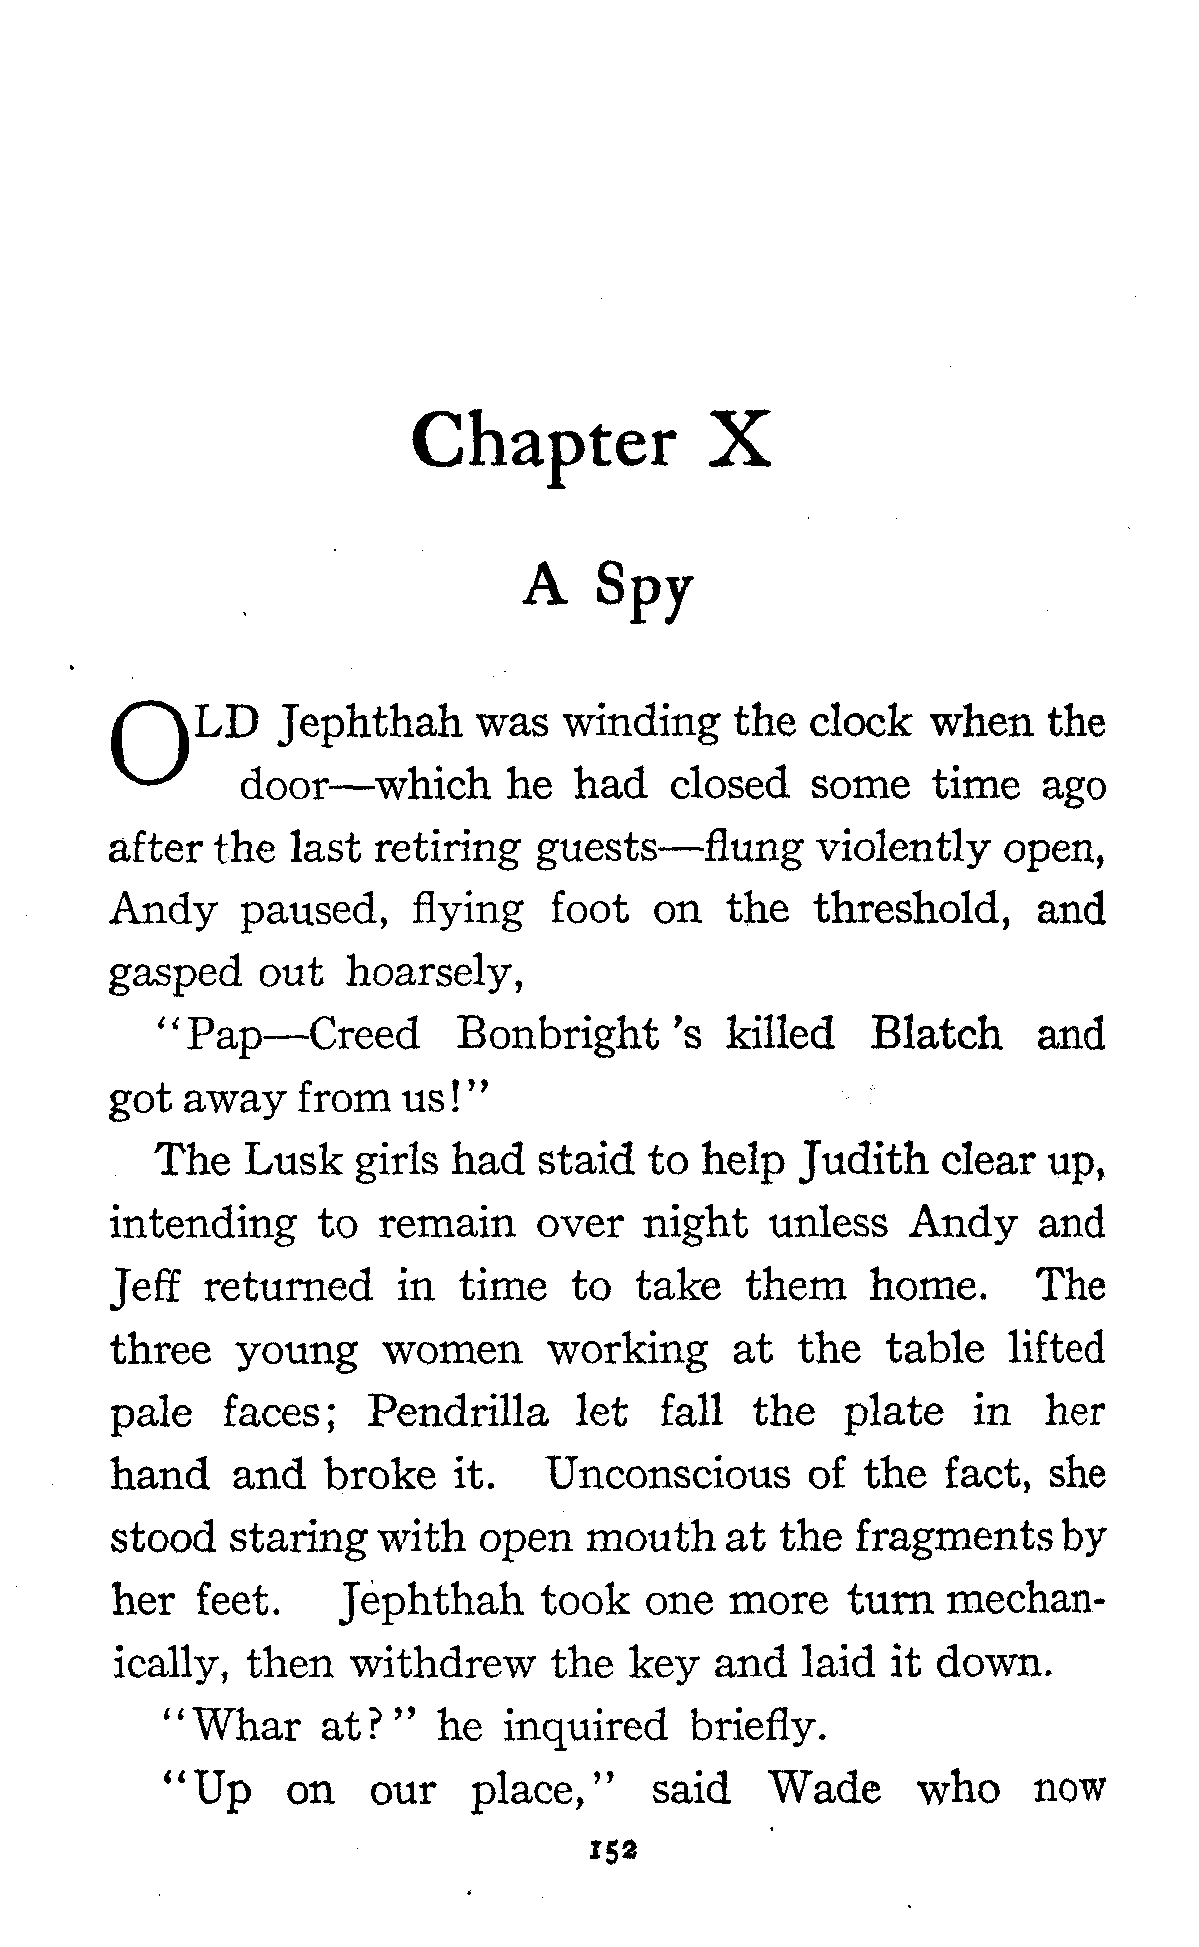 Chapter X
A Spy
OLD Jephthah was winding the clock when the
door—which he had closed some time ago
after the last retiring guests—flung violently open,
Andy paused, flying foot on the threshold, and
gasped out hoarsely,
"Pap—Creed Bonbright 's killed Blatch and
got away from us!"
The Lusk girls had staid to help Judith clear up,
intending to remain over night unless Andy and
Jeff returned in time to take them home. The
three young women working at the table lifted
pale faces; Pendrilla let fall the plate in her
hand and broke it. Unconscious of the fact, she
stood staring with open mouth at the fragments by
her feet. Jephthah took one more turn mechan-
ically, then withdrew the key and laid it down.
"Whar at?" he inquired briefly.
"Up on our place," said Wade who now
152